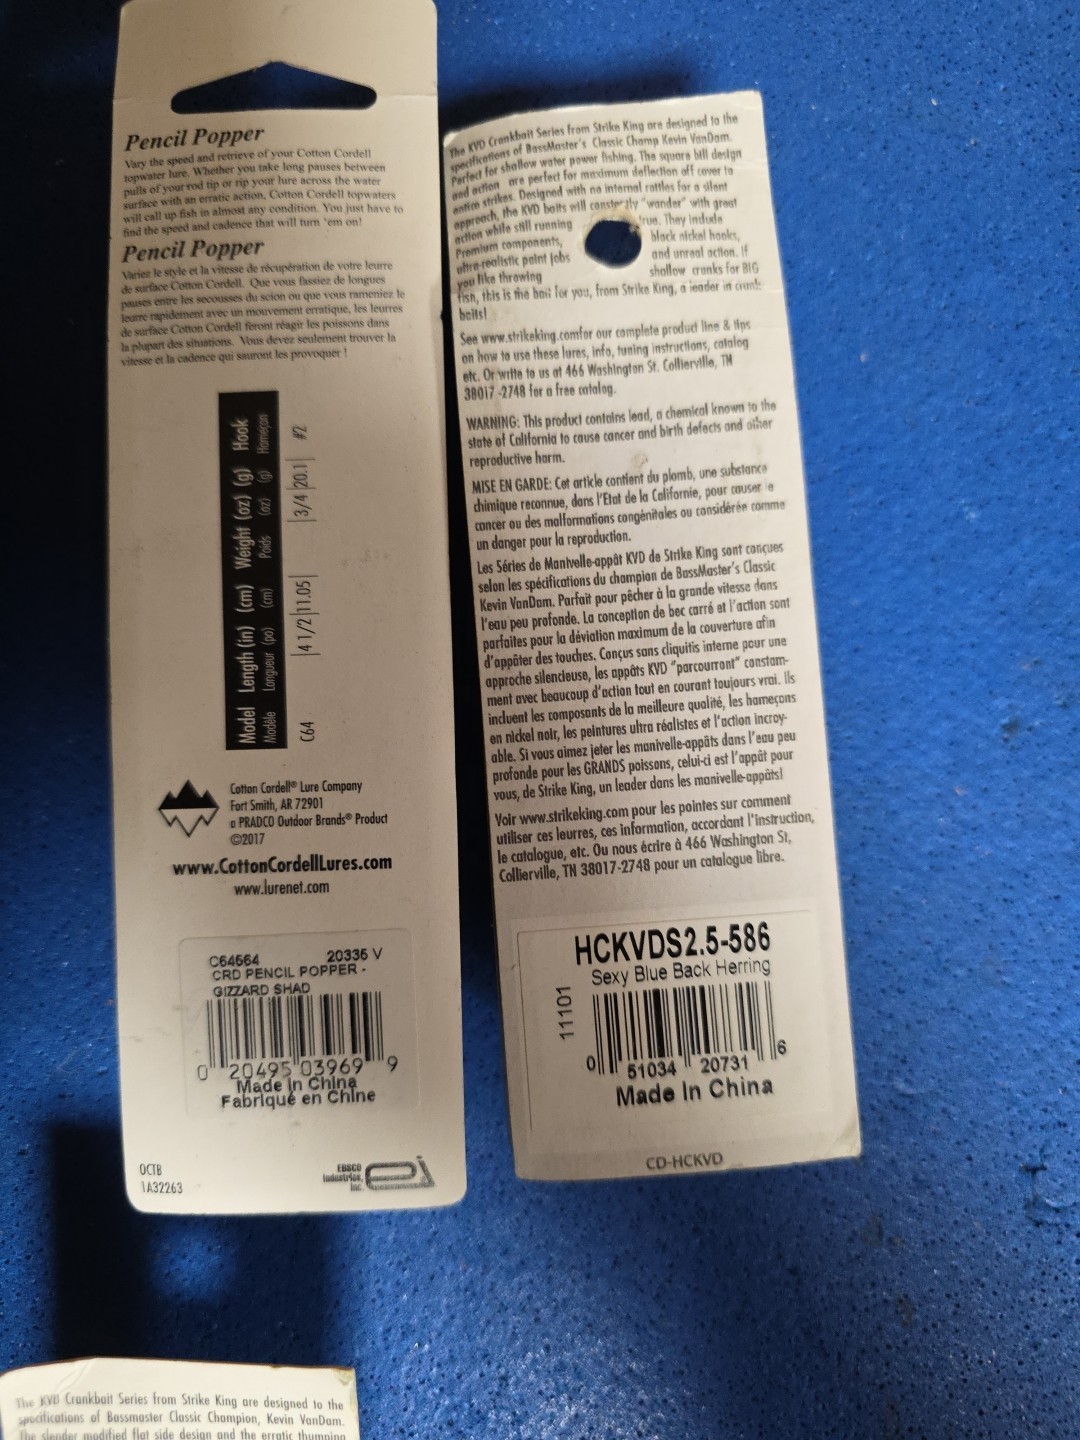 Pencil Popper
Vary the speed and retrieve of your Cotton Cordell
topwater lure. Whether you take long pauses between
pulls of your rod tip or rip your lure across the water
surface with an erratic action, Cotton Cordell topwaters
will call up fish in almost any condition. You just have to
find the speed and cadence that will turn 'em on!
Pencil Popper
Variez le style et la vitesse de récupération de votre leurre
de surface Cotton Cordell. Que vous fassiez de longues
pauses entre les secousses du scion ou que vous rameniez le
leurre rapidement avec un mouvement erratique, les leurres
de surface Cotton Cordell feront réagir les poissons dans
la plupart des situations. Vous devez seulement trouver la
vitesse et la cadence qui sauront les provoquer !
Model Length (in) (cm) Weight (oz) (g) Hook
Modèle Longueur (po) (cm) Poids (oz) (g) Hameçon
C64 4 1/2 11.05 3/4 20.1 #2
Cotton Cordell® Lure Company
Fort Smith, AR 72901
a PRADCO Outdoor Brands® Product
©2017
www.CottonCordellLures.com
www.lurenet.com
C64564 20335 V
CRD PENCIL POPPER -
GIZZARD SHAD
0 20495 03969 9
Made in China
Fabriqué en Chine
OCTB
1A32263
EBSCO
Industries,
Inc.
ei
The KVD Crankbait Series from Strike King are designed to the
specifications of BassMaster's Classic Champ Kevin VanDam.
Perfect for shallow water power fishing. The square bill design
and action are perfect for maximum deflection off cover to
entice strikes. Designed with no internal rattles for a silent
approach, the KVD baits will constantly "wander" with great
action while still running true. They include
Premium components, black nickel hooks,
ultra-realistic paint jobs and unreal action. If
you like throwing shallow cranks for BIG
fish, this is the bait for you, from Strike King, a leader in crank
baits!
See www.strikeking.comfor our complete product line & tips
on how to use these lures, info, tuning instructions, catalog
etc. Or write to us at 466 Washington St. Collierville, TN
38017-2748 for a free catalog.
WARNING: This product contains lead, a chemical known to the
state of California to cause cancer and birth defects and other
reproductive harm.
MISE EN GARDE: Cet article contient du plomb, une substance
chimique reconnue, dans l'Etat de la Californie, pour causer le
cancer ou des malformations congénitales ou considérén comme
un danger pour la reproduction.
Les Séries de Manivelle-appât KVD de Strike King sont conçues
selon les spécifications du champion de BassMaster's Classic
Kevin VanDam. Parfait pour pêcher à la grande vitesse dans
l'eau peu profonde. La conception de bec carré et l'action sont
parfaites pour la déviation maximum de la couverture afin
d'appâter des touches. Conçus sans cliquitis interne pour une
approche silencieuse, les appâts KVD "parcourront" constam-
ment avec beaucoup d'action tout en courant toujours vrai. Ils
incluent les composants de la meilleure qualité, les hameçons
en nickel noir, les peintures ultra réalistes et l'action incroy-
able. Si vous aimez jeter les manivelle-appâts dans l'eau peu
profonde pour les GRANDS poissons, celui-ci est l'appât pour
vous, de Strike King, un leader dans les manivelle-appâts!
Voir www.strikeking.com pour les pointes sur comment
utiliser ces leurres, ces information, accordant l'instruction,
le catalogue, etc. Ou nous écrire à 466 Washington St,
Collierville, TN 38017-2748 pour un catalogue libre.
HCKVDS2.5-586
Sexy Blue Back Herring
11101
0 51034 20731 6
Made In China
CD-HCKVD
The KVD Crankbait Series from Strike King are designed to the
specifications of Bassmaster Classic Champion, Kevin VanDam.
The slender modified flat side design and the erratic thumping